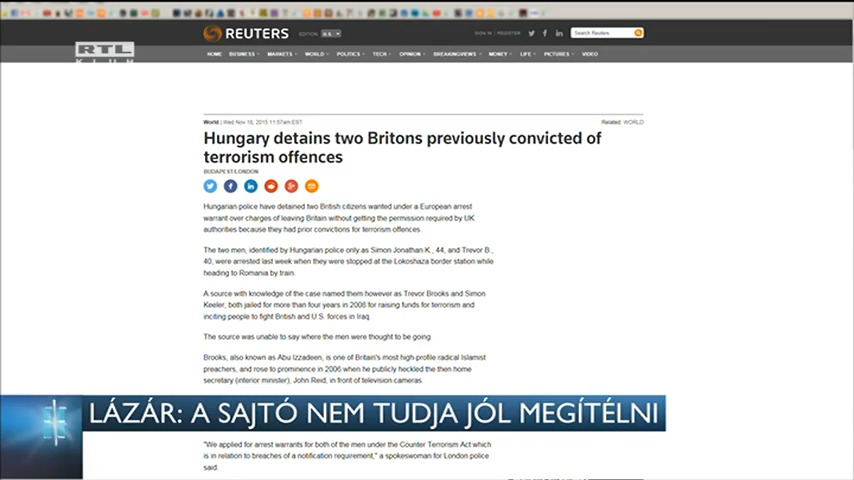 REUTERS EDITION: U.S. SIGN IN | REGISTER Search Reuters
RTL
KLUB
HOME BUSINESS MARKETS WORLD POLITICS TECH OPINION BREAKINGVIEWS MONEY LIFE PICTURES VIDEO
World | Wed Nov 18, 2015 11:57am EST Related: WORLD
Hungary detains two Britons previously convicted of
terrorism offences
BUDAPEST/LONDON
Hungarian police have detained two British citizens wanted under a European arrest
warrant over charges of leaving Britain without getting the permission required by UK
authorities because they had prior convictions for terrorism offences.
The two men, identified by Hungarian police only as Simon Jonathan K., 44, and Trevor B.,
40, were arrested last week when they were stopped at the Lokoshaza border station while
heading to Romania by train.
A source with knowledge of the case named them however as Trevor Brooks and Simon
Keeler, both jailed for more than four years in 2008 for raising funds for terrorism and
inciting people to fight British and U.S. forces in Iraq.
The source was unable to say where the men were thought to be going
Brooks, also known as Abu Izzadeen, is one of Britain's most high-profile radical Islamist
preachers, and rose to prominence in 2006 when he publicly heckled the then home
secretary (interior minister), John Reid, in front of television cameras.
LÁZÁR: A SAJTÓ NEM TUDJA JÓL MEGÍTÉLNI
"We applied for arrest warrants for both of the men under the Counter Terrorism Act which
is in relation to breaches of a notification requirement," a spokeswoman for London police
said.